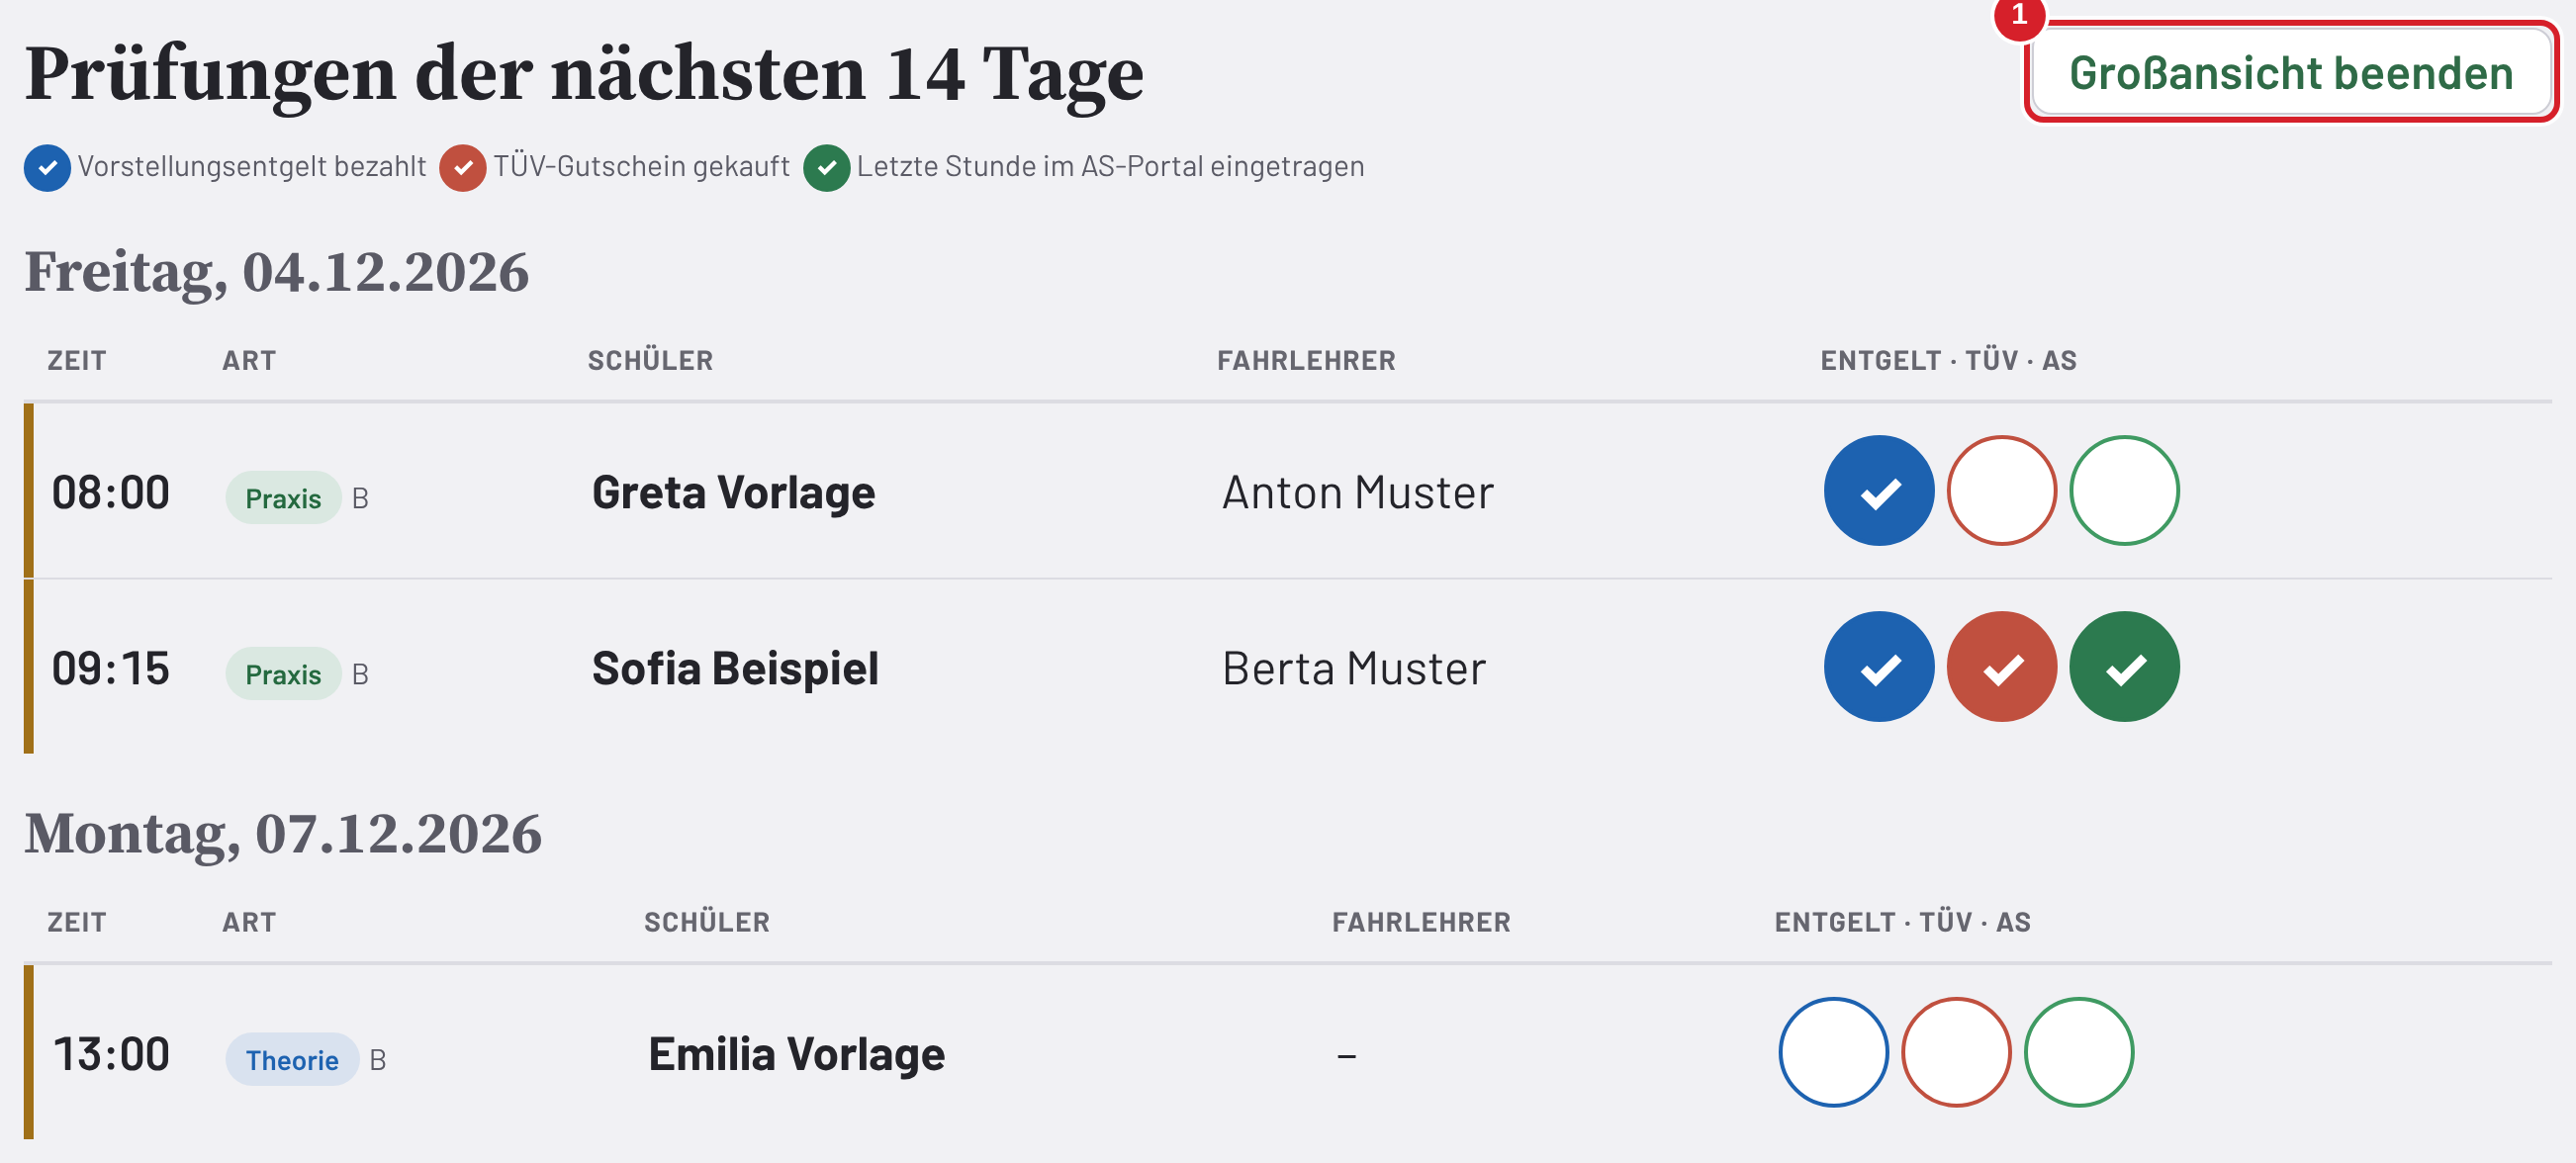 1
Prüfungen der nächsten 14 Tage
Großansicht beenden
Vorstellungsentgelt bezahlt TÜV-Gutschein gekauft Letzte Stunde im AS-Portal eingetragen
Freitag, 04.12.2026
ZEIT ART SCHÜLER FAHRLEHRER ENTGELT · TÜV · AS
08:00 Praxis B Greta Vorlage Anton Muster
09:15 Praxis B Sofia Beispiel Berta Muster
Montag, 07.12.2026
ZEIT ART SCHÜLER FAHRLEHRER ENTGELT · TÜV · AS
13:00 Theorie B Emilia Vorlage –